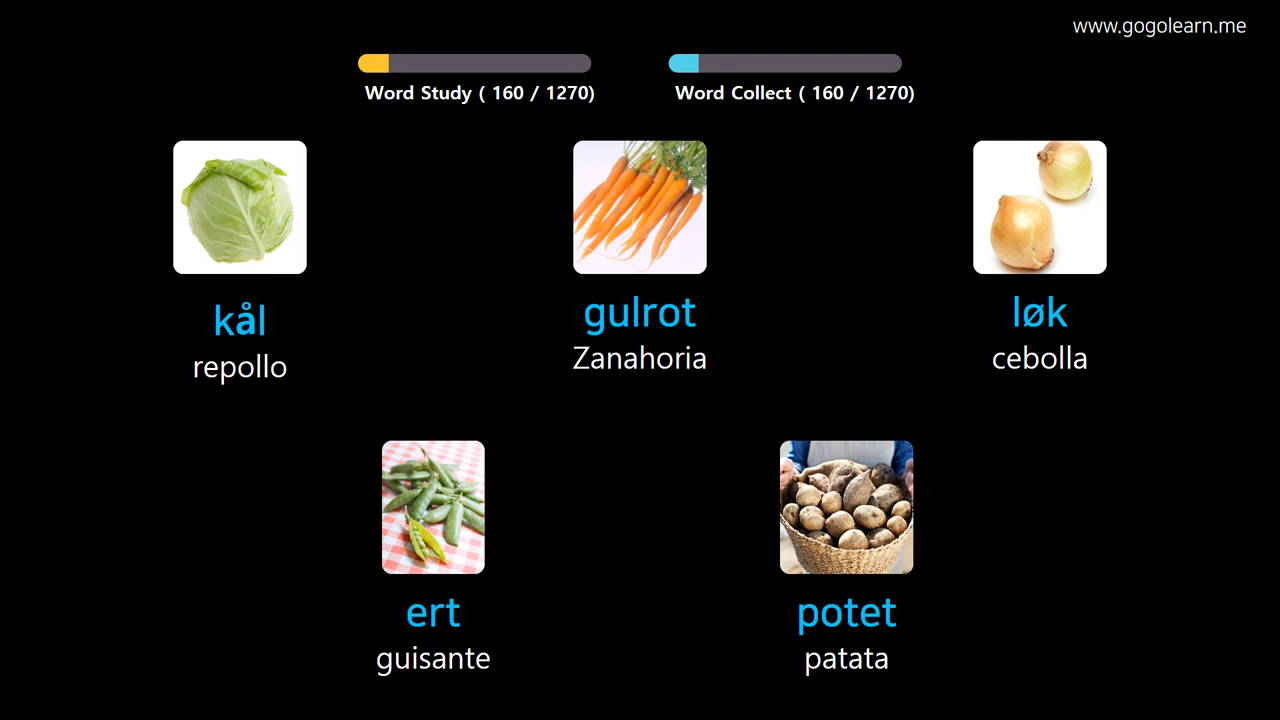 www.gogolearn.me
Word Study ( 160 / 1270)
Word Collect ( 160 / 1270)
kål
repollo
gulrot
Zanahoria
løk
cebolla
ert
guisante
potet
patata